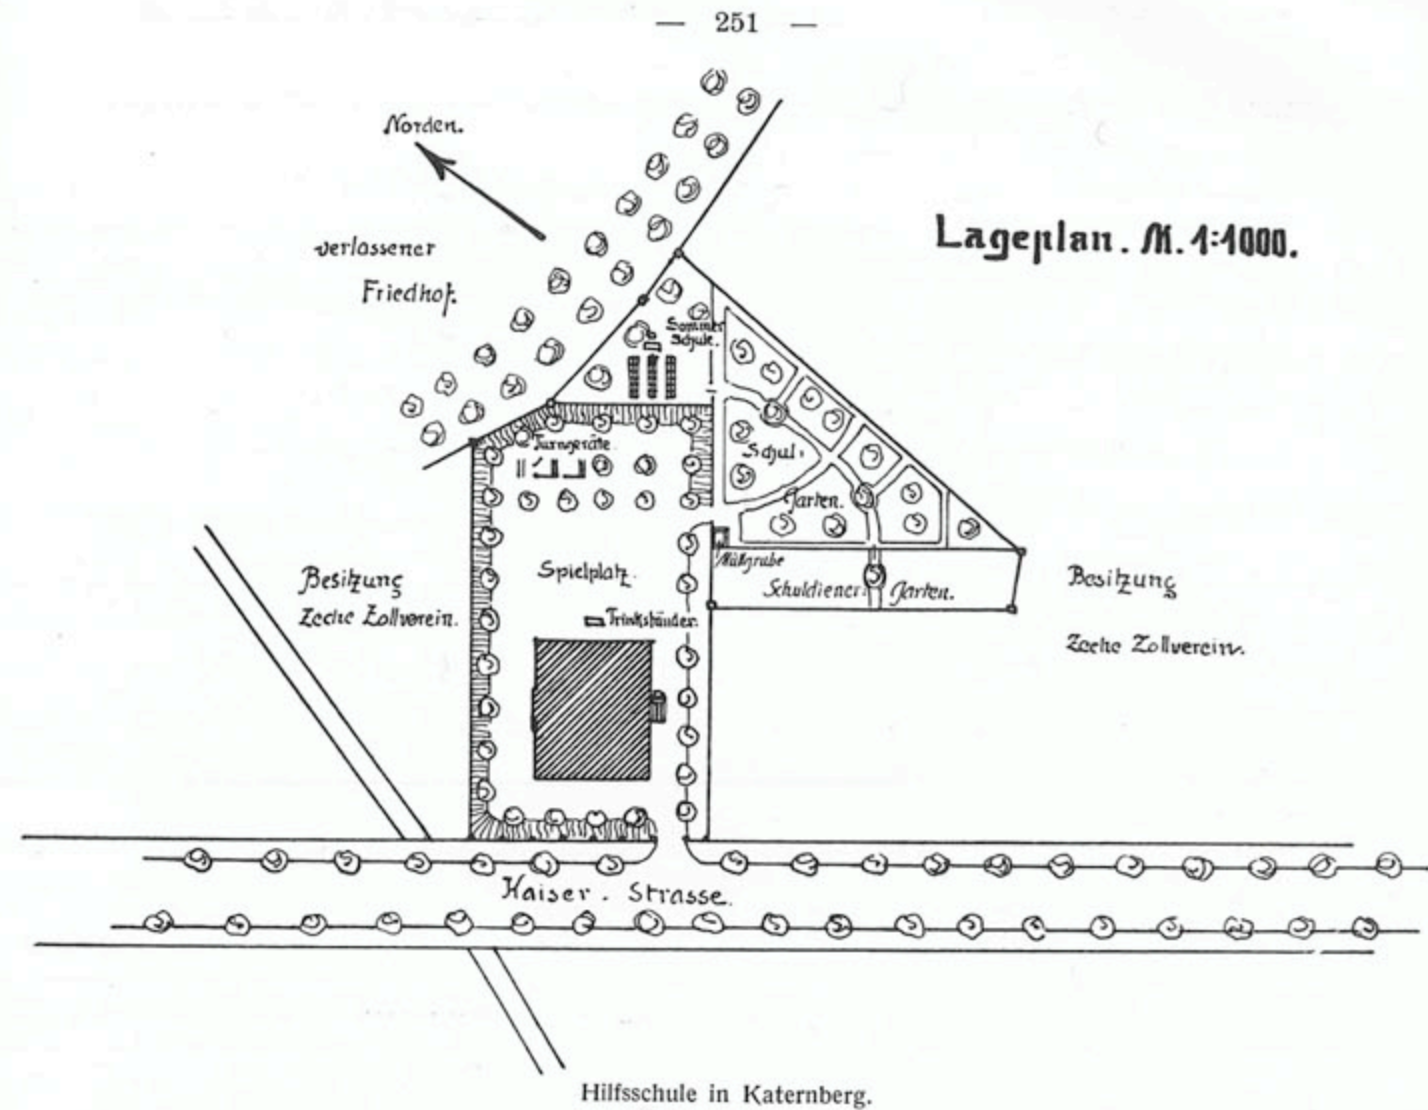 — 251 —
Norden.
Lageplan. M. 1:1000.
verlassener
Friedhof.
Sommer
Schule.
Turngeräte
Schul-
Garten.
Spielplatz.
Müllgrube
Schuldiener-Garten.
Besitzung
Zeche Zollverein.
Trinkständer
Besitzung
Zeche Zollverein.
Kaiser-Strasse.
Hilfsschule in Katernberg.